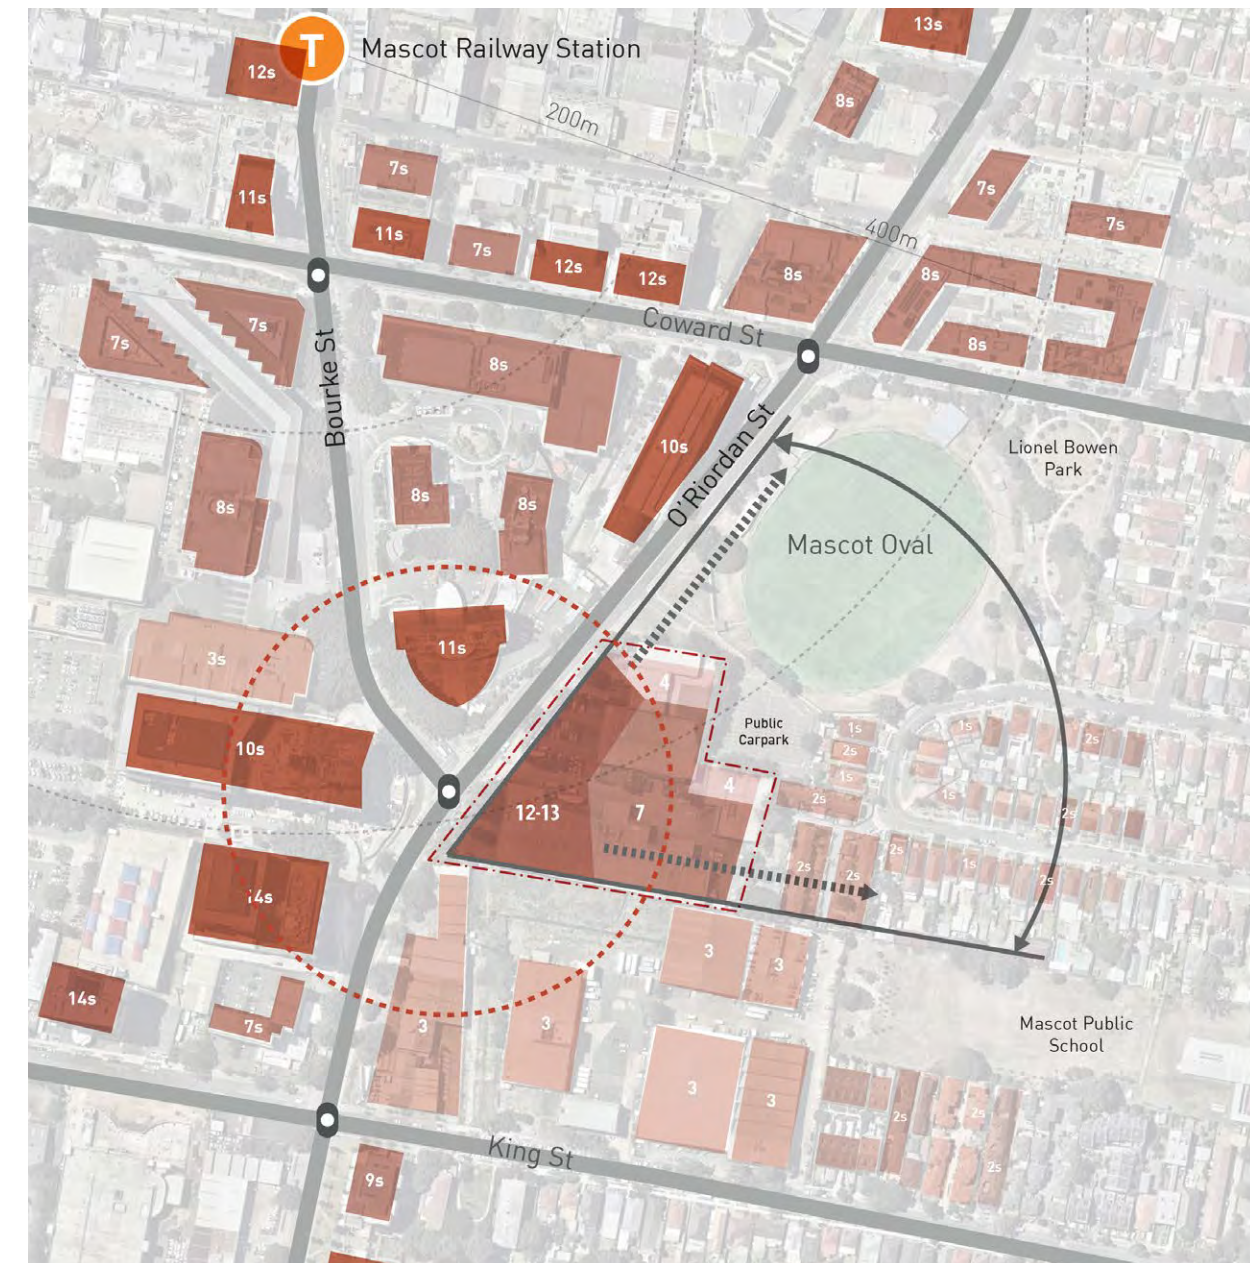 13s
T
Mascot Railway Station
12s
8s
200m
7s
11s
7s
7s
11s
7s
12s
12s
400m
8s
8s
7s
7s
Coward St
8s
8s
Bourke St
10s
O'Riordan St
Lionel Bowen
Park
8s
8s
8s
Mascot Oval
11s
3s
4
Public
Carpark
1s
2s
1s
2s
1s
2s
1s
10s
12-13
7
4
2s
2s
2s
2s
1s
2s
14s
3
3
14s
7s
3
3
Mascot Public
School
3
3
2s
2s
2s
King St
9s